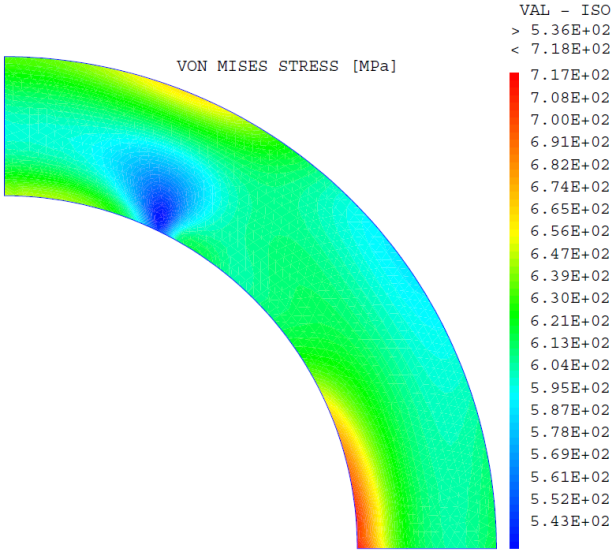 VAL - ISO
> 5.36E+02
< 7.18E+02
VON MISES STRESS [MPa]
7.17E+02
7.08E+02
7.00E+02
6.91E+02
6.82E+02
6.74E+02
6.65E+02
6.56E+02
6.47E+02
6.39E+02
6.30E+02
6.21E+02
6.13E+02
6.04E+02
5.95E+02
5.87E+02
5.78E+02
5.69E+02
5.61E+02
5.52E+02
5.43E+02